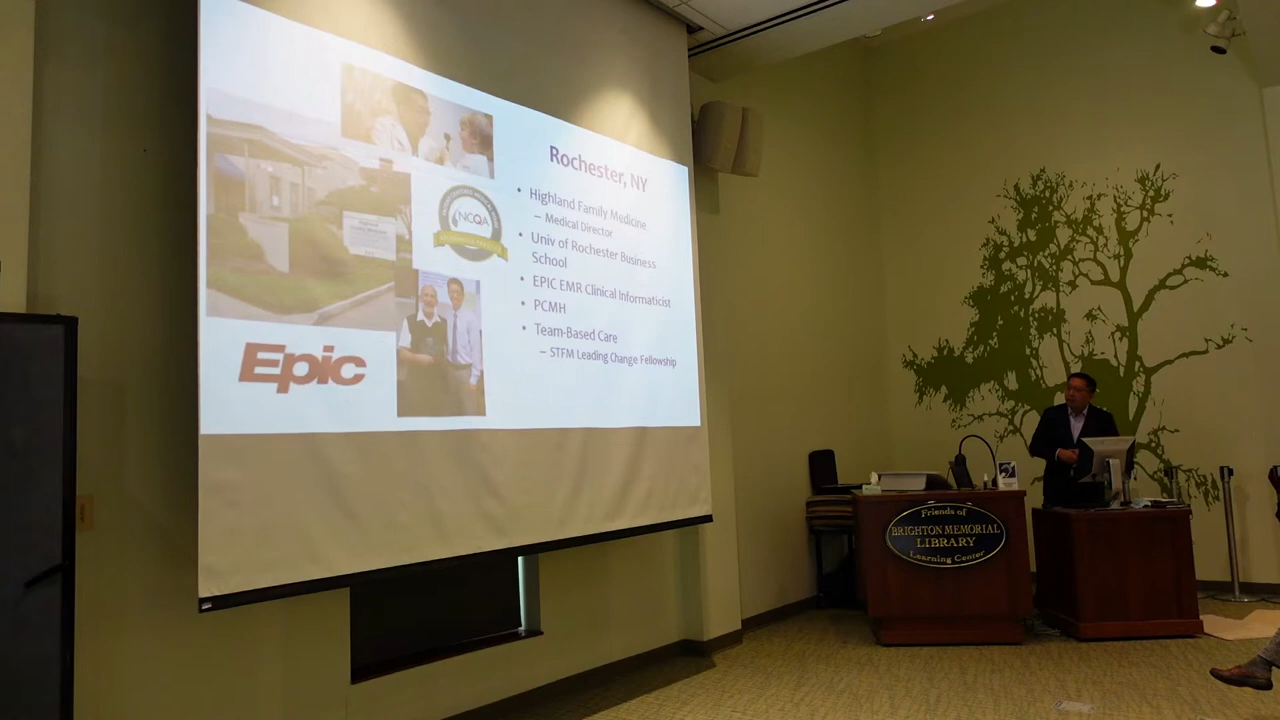 Rochester, NY
• Highland Family Medicine
– Medical Director
• Univ of Rochester Business
School
• EPIC EMR Clinical Informaticist
• PCMH
• Team-Based Care
– STFM Leading Change Fellowship
NCQA
Epic
Friends of
BRIGHTON MEMORIAL
LIBRARY
Learning Center